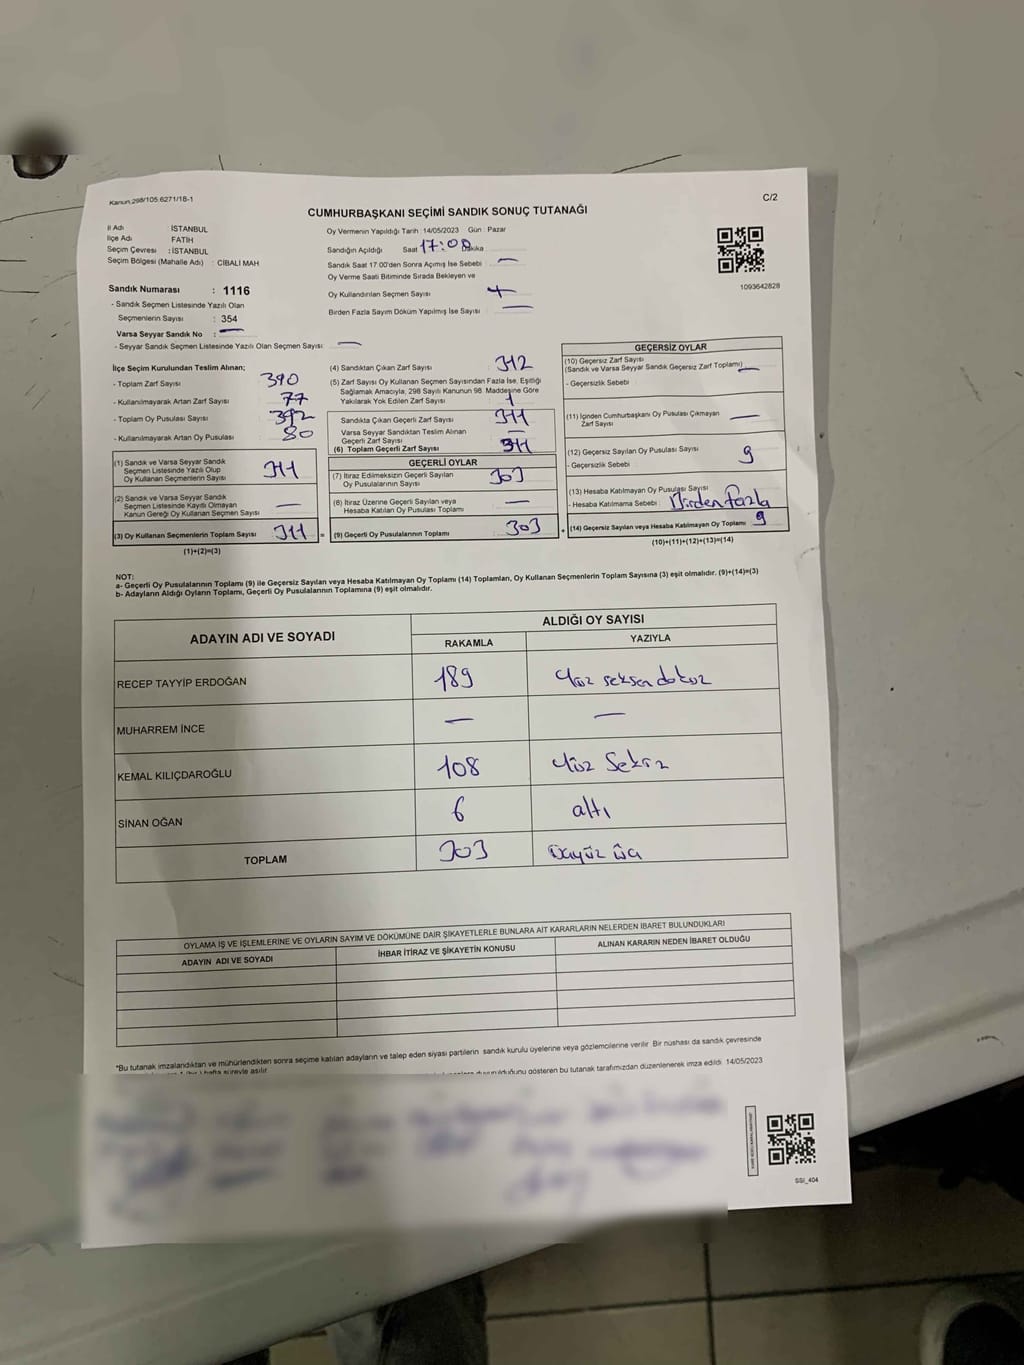 Kanun.298/105.6271/18-1
C/2
CUMHURBAŞKANI SEÇİMİ SANDIK SONUÇ TUTANAĞI
İl Adı İSTANBUL
İlçe Adı FATİH
Seçim Çevresi : İSTANBUL
Seçim Bölgesi (Mahalle Adı) : CİBALİ MAH
Sandık Numarası : 1116
- Sandık Seçmen Listesinde Yazılı Olan
Seçmenlerin Sayısı : 354
Varsa Seyyar Sandık No : —
- Seyyar Sandık Seçmen Listesinde Yazılı Olan Seçmen Sayısı —
Oy Vermenin Yapıldığı Tarih : 14/05/2023 Gün : Pazar
Sandığın Açıldığı Saat 17:00 Dakika
Sandık Saat 17.00'den Sonra Açımış İse Sebebi —
Oy Verme Saati Bitiminde Sırada Bekleyen ve
Oy Kullandırılan Seçmen Sayısı
Birden Fazla Sayım Döküm Yapılmış İse Sayısı —
1093642828
İlçe Seçim Kurulundan Teslim Alınan;
- Toplam Zarf Sayısı 390
- Kullanılmayarak Artan Zarf Sayısı 77
- Toplam Oy Pusulası Sayısı 392
- Kullanılmayarak Artan Oy Pusulası 80
(1) Sandık ve Varsa Seyyar Sandık
Seçmen Listesinde Yazılı Olup
Oy Kullanan Seçmenlerin Sayısı 311
(2) Sandık ve Varsa Seyyar Sandık
Seçmen Listesinde Kayıtlı Olmayan
Kanun Gereği Oy Kullanan Seçmen Sayısı —
(3) Oy Kullanan Seçmenlerin Toplam Sayısı 311 =
(1)+(2)=(3)
(4) Sandıktan Çıkan Zarf Sayısı 312
(5) Zarf Sayısı Oy Kullanan Seçmen Sayısından Fazla İse, Eşitliği
Sağlamak Amacıyla, 298 Sayılı Kanunun 98. Maddesine Göre
Yakılarak Yok Edilen Zarf Sayısı 1
Sandıkta Çıkan Geçerli Zarf Sayısı 311
Varsa Seyyar Sandıktan Teslim Alınan
Geçerli Zarf Sayısı —
(6) Toplam Geçerli Zarf Sayısı 311
GEÇERLİ OYLAR
(7) İtiraz Edilmeksizin Geçerli Sayılan
Oy Pusulasının Sayısı 303
(8) İtiraz Üzerine Geçerli Sayılan veya
Hesaba Katılan Oy Pusulası Toplamı —
(9) Geçerli Oy Pusulalarının Toplamı 303 +
GEÇERSİZ OYLAR
(10) Geçersiz Zarf Sayısı
(Sandık ve Varsa Seyyar Sandık Geçersiz Zarf Toplamı) —
- Geçersizlik Sebebi
(11) İçinden Cumhurbaşkanı Oy Pusulası Çıkmayan
Zarf Sayısı —
(12) Geçersiz Sayılan Oy Pusulası Sayısı 9
- Geçersizlik Sebebi
(13) Hesaba Katılmayan Oy Pusulası Sayısı
- Hesaba Katılmama Sebebi : Birden fazla
(14) Geçersiz Sayılan veya Hesaba Katılmayan Oy Toplamı 9
(10)+(11)+(12)+(13)=(14)
NOT:
a- Geçerli Oy Pusulalarının Toplamı (9) ile Geçersiz Sayılan veya Hesaba Katılmayan Oy Toplamı (14) Toplamları, Oy Kullanan Seçmenlerin Toplam Sayısına (3) eşit olmalıdır. (9)+(14)=(3)
b- Adayların Aldığı Oyların Toplamı, Geçerli Oy Pusulalarının Toplamına (9) eşit olmalıdır.
ADAYIN ADI VE SOYADI ALDIĞI OY SAYISI
RAKAMLA YAZIYLA
RECEP TAYYİP ERDOĞAN 189 Yüz seksen dokuz
MUHARREM İNCE — —
KEMAL KILIÇDAROĞLU 108 Yüz Sekiz
SİNAN OĞAN 6 altı
TOPLAM 303
OYLAMA İŞ VE İŞLEMLERİNE VE OYLARIN SAYIM VE DÖKÜMÜNE DAİR ŞİKAYETLERLE BUNLARA AİT KARARLARIN NELERDEN İBARET BULUNDUKLARI
ADAYIN ADI VE SOYADI İHBAR İTİRAZ VE ŞİKAYETİN KONUSU ALINAN KARARIN NEDEN İBARET OLDUĞU
*Bu tutanak imzalandıktan ve mühürlendikten sonra seçime katılan adayların ve talep eden siyasi partilerin sandık kurulu üyelerine veya gözlemcilerine verilir. Bir nüshası da sandık çevresinde
hafta süreyle asılır. gösteren bu tutanak tarafımızdan düzenlenerek imza edildi. 14/05/2023
SSI_404